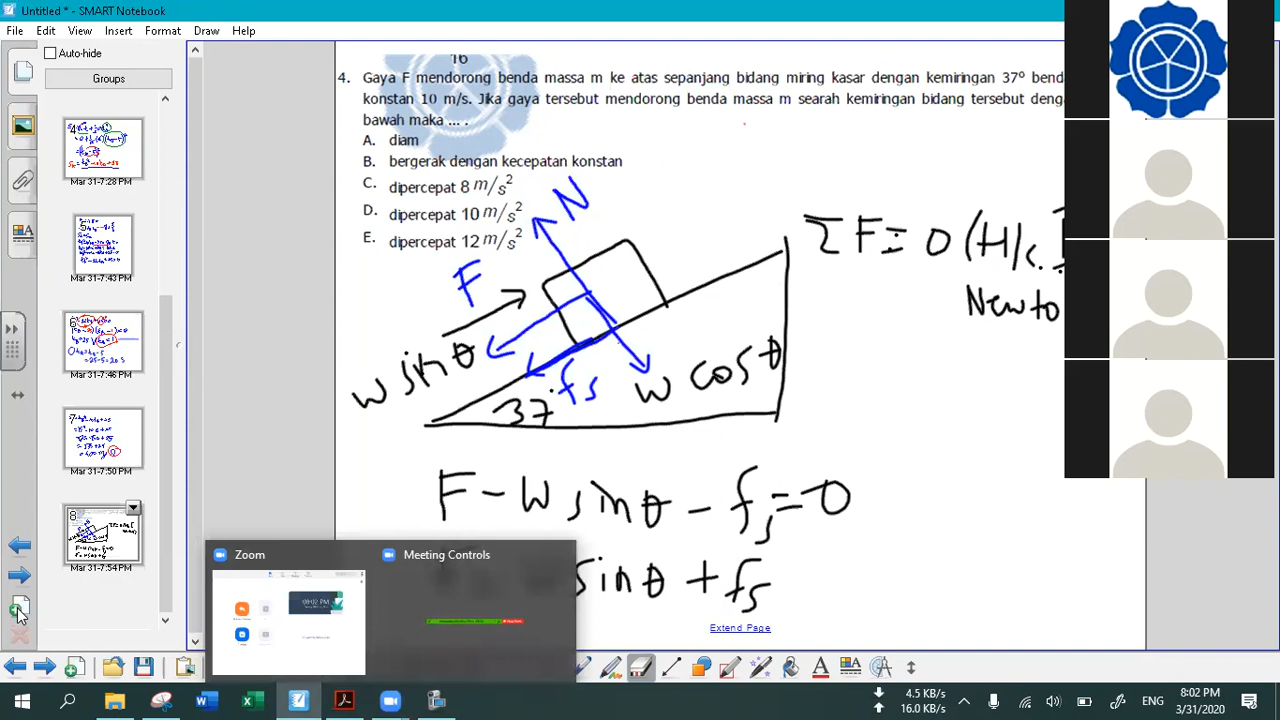 Untitled * - SMART Notebook
File Edit View Insert Format Draw Help
Auto-hide
Groups
Mar 31-7:28 PM
Mar 31-7:43 PM
Mar 31-7:48 PM
Mar 31-7:50 PM
Mar 31-7:54 PM
16
4. Gaya F mendorong benda massa m ke atas sepanjang bidang miring kasar dengan kemiringan 37° bend
konstan 10 m/s. Jika gaya tersebut mendorong benda massa m searah kemiringan bidang tersebut deng
bawah maka ... .
A. diam
B. bergerak dengan kecepatan konstan
C. dipercepat 8 m/s²
D. dipercepat 10 m/s²
E. dipercepat 12 m/s²
N
F
w sin θ
fs
37°
w cos θ
Σ F = 0 (Hk. I
Newto
F - W sin θ - fs = 0
sin θ + fs
Zoom
Meeting Controls
08:02 PM
Extend Page
4.5 KB/s
16.0 KB/s
ENG
8:02 PM
3/31/2020